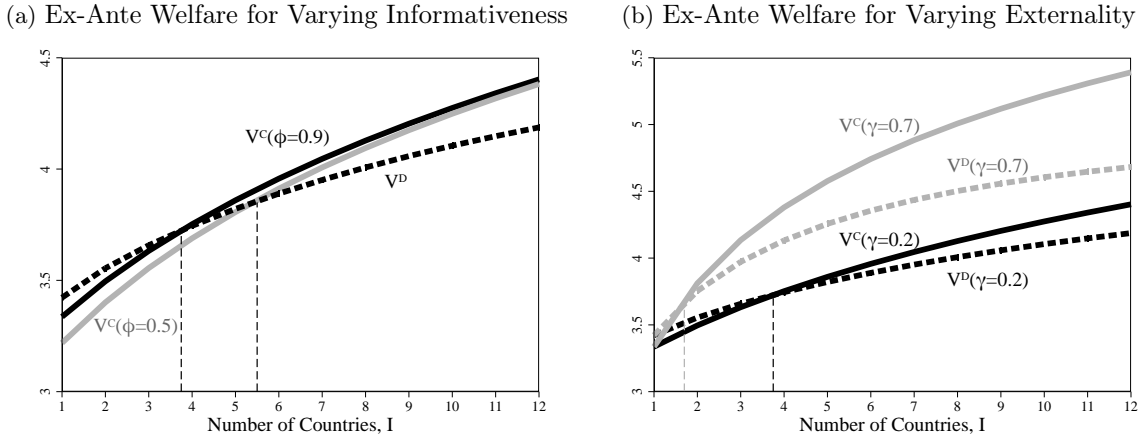 (a) Ex-Ante Welfare for Varying Informativeness
4.5
4
3.5
3
V^C(ϕ=0.9)
V^D
V^C(ϕ=0.5)
1 2 3 4 5 6 7 8 9 10 11 12
Number of Countries, I
(b) Ex-Ante Welfare for Varying Externality
5.5
5
4.5
4
3.5
3
V^C(γ=0.7)
V^D(γ=0.7)
V^C(γ=0.2)
V^D(γ=0.2)
1 2 3 4 5 6 7 8 9 10 11 12
Number of Countries, I